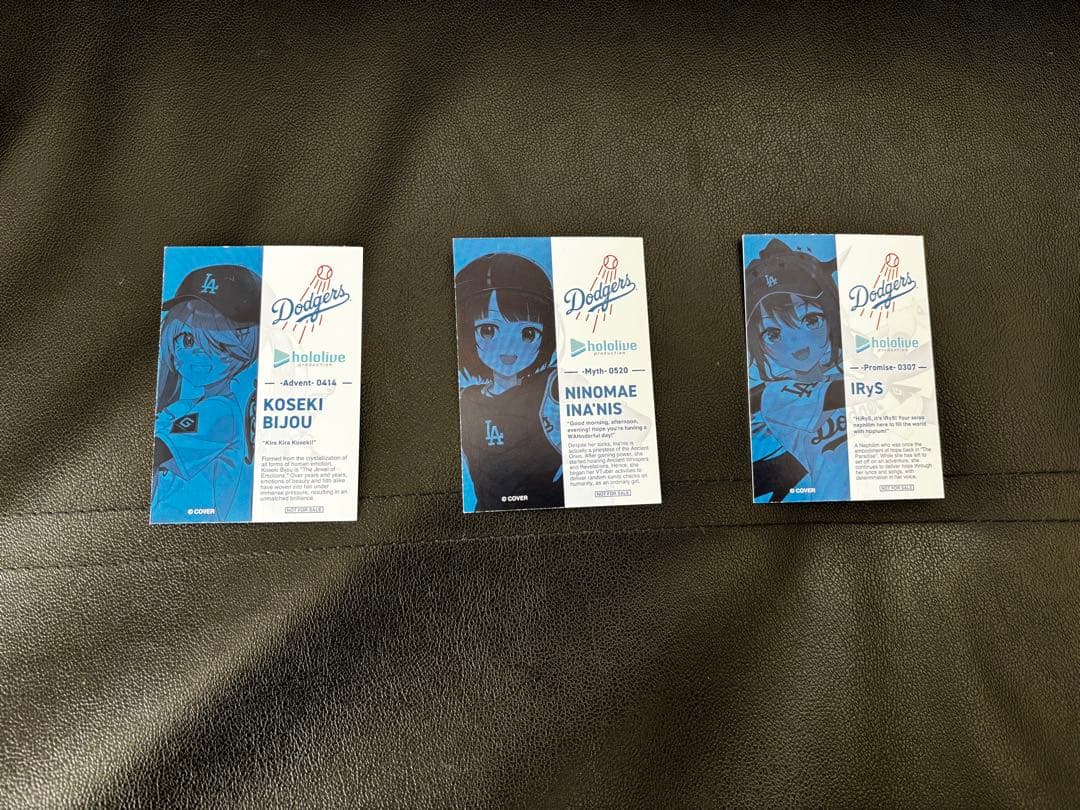 LA
Dodgers
hololive
production
-Advent- 0414
KOSEKI
BIJOU
"Kira Kira Koseki!"
Formed from the crystallization of
all forms of human emotion,
Koseki Bijou is "The Jewel of
Emotions." Over years and years,
emotions of beauty and filth alike
have woven into her under
immense pressure, resulting in an
unmatched brilliance.
© COVER
NOT FOR SALE
Dodgers
hololive
production
-Myth- 0520
NINOMAE
INA'NIS
"Good morning, afternoon,
evening! Hope you're having a
WAHnderful day!"
Despite her looks, Ina'nis is
actually a priestess of the Ancient
Ones. After gaining power, she
started hearing Ancient Whispers
and Revelations. Hence, she
began her VTuber activities to
deliver random sanity checks on
humanity, as an ordinary girl.
LA
© COVER
NOT FOR SALE
LA
Dodgers
hololive
production
-Promise- 0307
IRyS
"HiRyS, it's IRyS! Your serso
nephilim here to fill the world
with hopium!"
A Nephilim who was once the
embodiment of hope back in "The
Paradise". While she has left to
set off on an adventure, she
continues to deliver hope through
her lyrics and songs, with
determination in her voice.
LA
© COVER
NOT FOR SALE